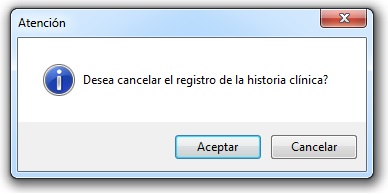 Atención
Desea cancelar el registro de la historia clínica?
Aceptar
Cancelar